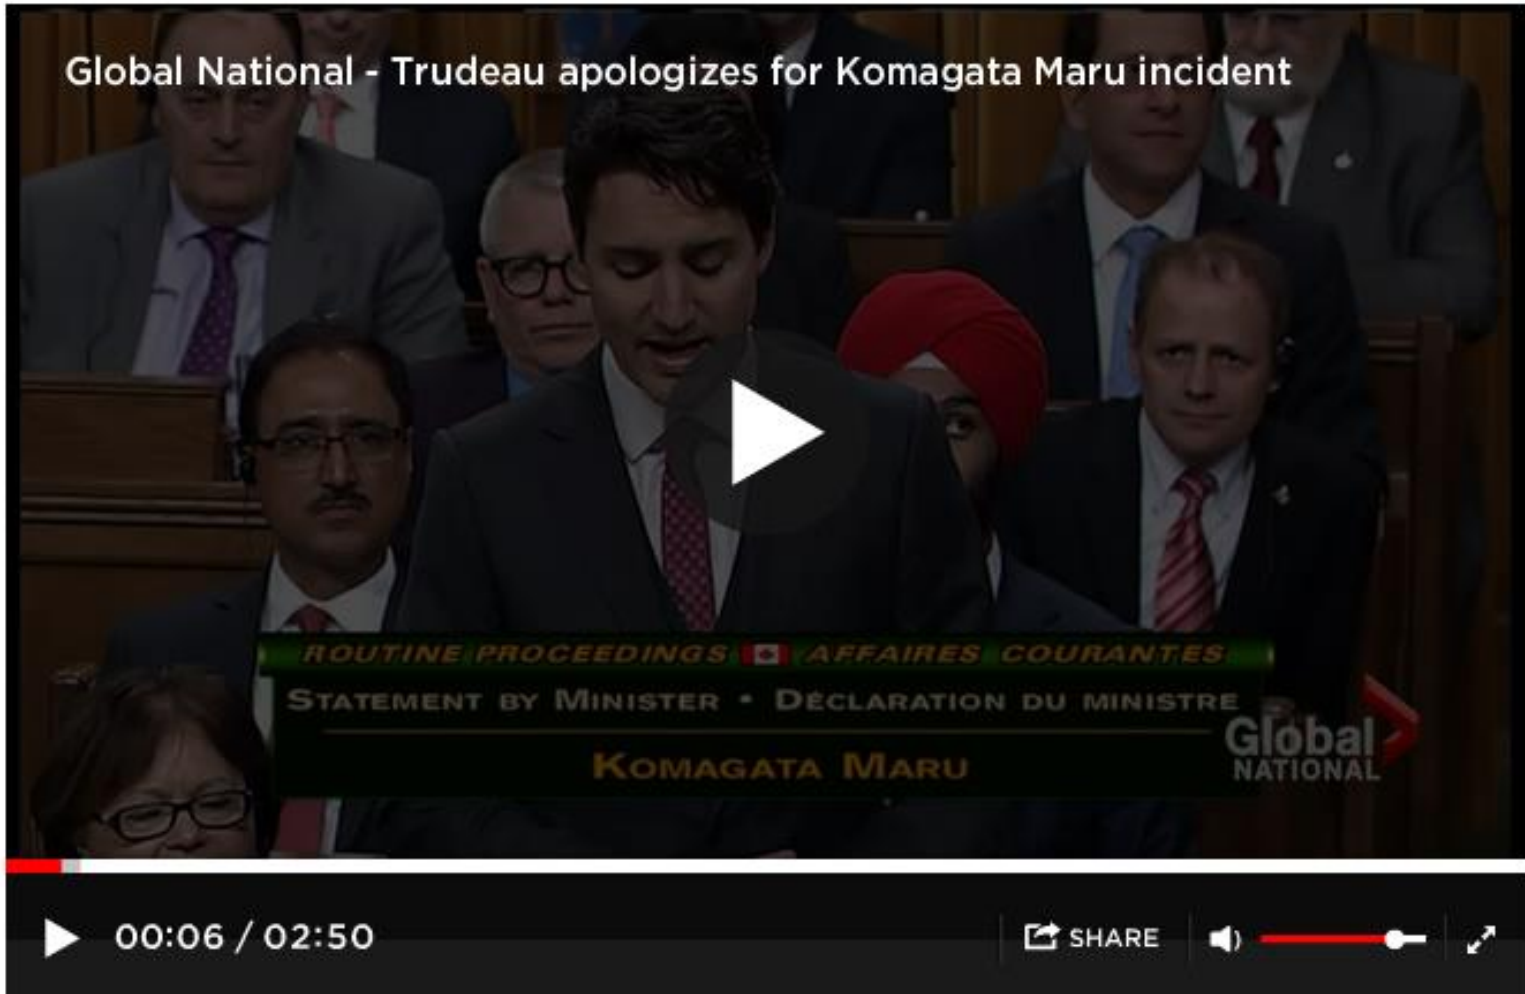 Global National - Trudeau apologizes for Komagata Maru incident
ROUTINE PROCEEDINGS AFFAIRES COURANTES
STATEMENT BY MINISTER • DÉCLARATION DU MINISTRE
KOMAGATA MARU
Global
NATIONAL
00:06 / 02:50
SHARE